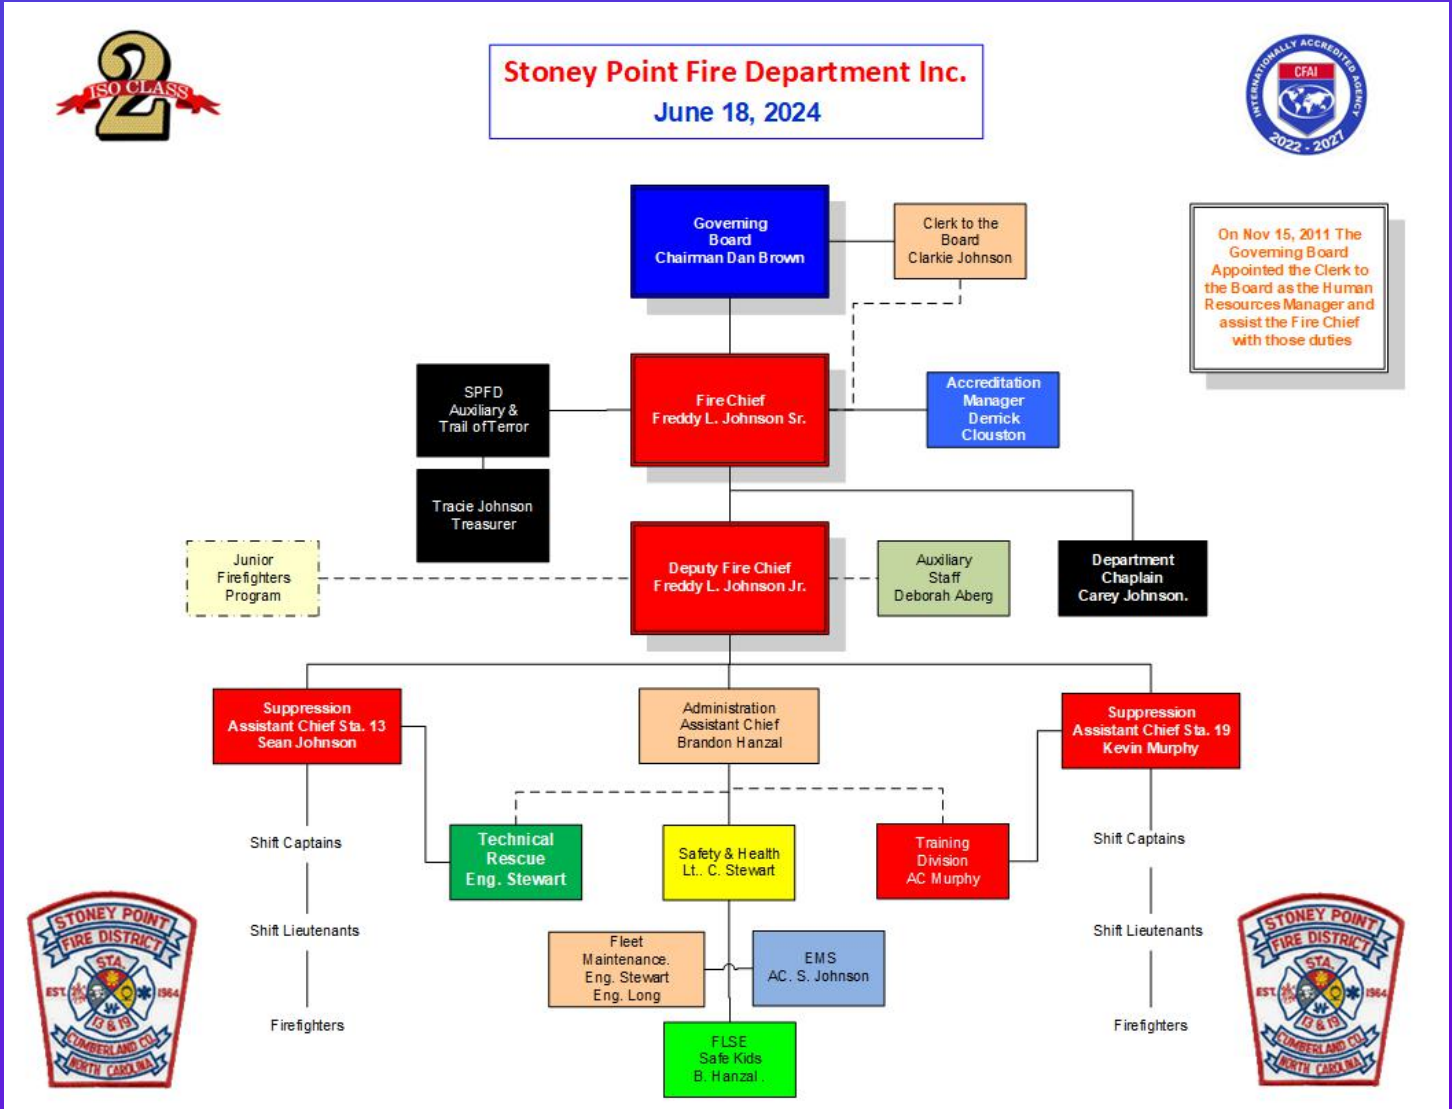 2
ISO CLASS
Stoney Point Fire Department Inc.
June 18, 2024
INTERNATIONALLY ACCREDITED AGENCY
CFAI
2022 - 2027
Governing
Board
Chairman Dan Brown
Clerk to the
Board
Clarkie Johnson
On Nov 15, 2011 The
Governing Board
Appointed the Clerk to
the Board as the Human
Resources Manager and
assist the Fire Chief
with those duties
SPFD
Auxiliary &
Trail of Terror
Fire Chief
Freddy L. Johnson Sr.
Accreditation
Manager
Derrick
Clouston
Tracie Johnson
Treasurer
Junior
Firefighters
Program
Deputy Fire Chief
Freddy L. Johnson Jr.
Auxiliary
Staff
Deborah Aberg
Department
Chaplain
Carey Johnson.
Suppression
Assistant Chief Sta. 13
Sean Johnson
Administration
Assistant Chief
Brandon Hanzal
Suppression
Assistant Chief Sta. 19
Kevin Murphy
Shift Captains
Technical
Rescue
Eng. Stewart
Safety & Health
Lt.. C. Stewart
Training
Division
AC Murphy
Shift Captains
Shift Lieutenants
Shift Lieutenants
Fleet
Maintenance.
Eng. Stewart
Eng. Long
EMS
AC. S. Johnson
Firefighters
Firefighters
FLSE
Safe Kids
B. Hanzal .
STONEY POINT
FIRE DISTRICT
STA.
EST. 1964
13 & 19
CUMBERLAND CO.
NORTH CAROLINA
STONEY POINT
FIRE DISTRICT
STA.
EST. 1964
13 & 19
CUMBERLAND CO.
NORTH CAROLINA